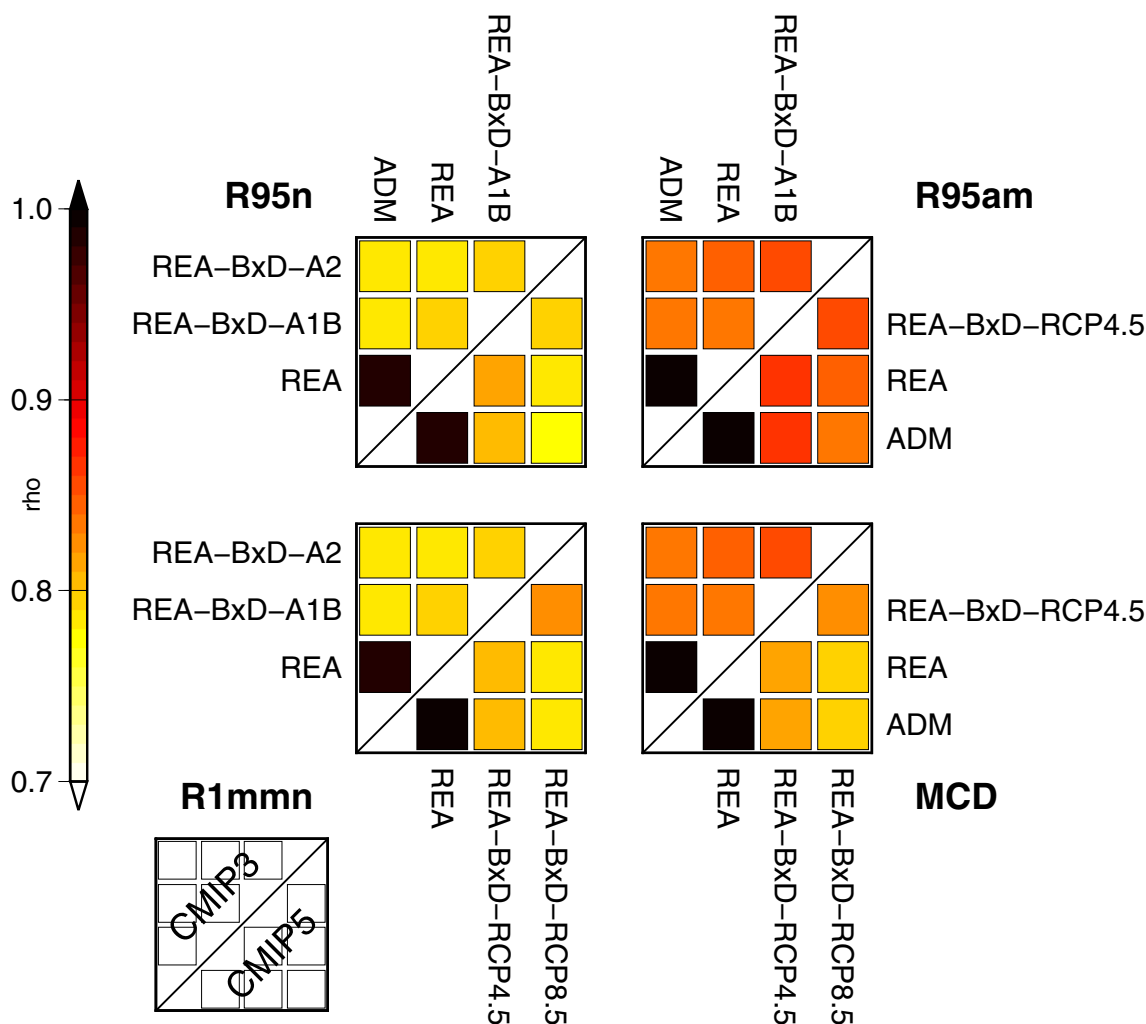 REA−BxD−A1B
REA−BxD−A1B
ADM
REA
ADM
REA
R95n
R95am
1.0
0.9
0.8
0.7
rho
REA−BxD−A2
REA−BxD−A1B
REA
REA−BxD−RCP4.5
REA
ADM
REA−BxD−A2
REA−BxD−A1B
REA
REA−BxD−RCP4.5
REA
ADM
R1mmn
MCD
REA
REA−BxD−RCP4.5
REA−BxD−RCP8.5
REA
REA−BxD−RCP4.5
REA−BxD−RCP8.5
CMIP3
CMIP5